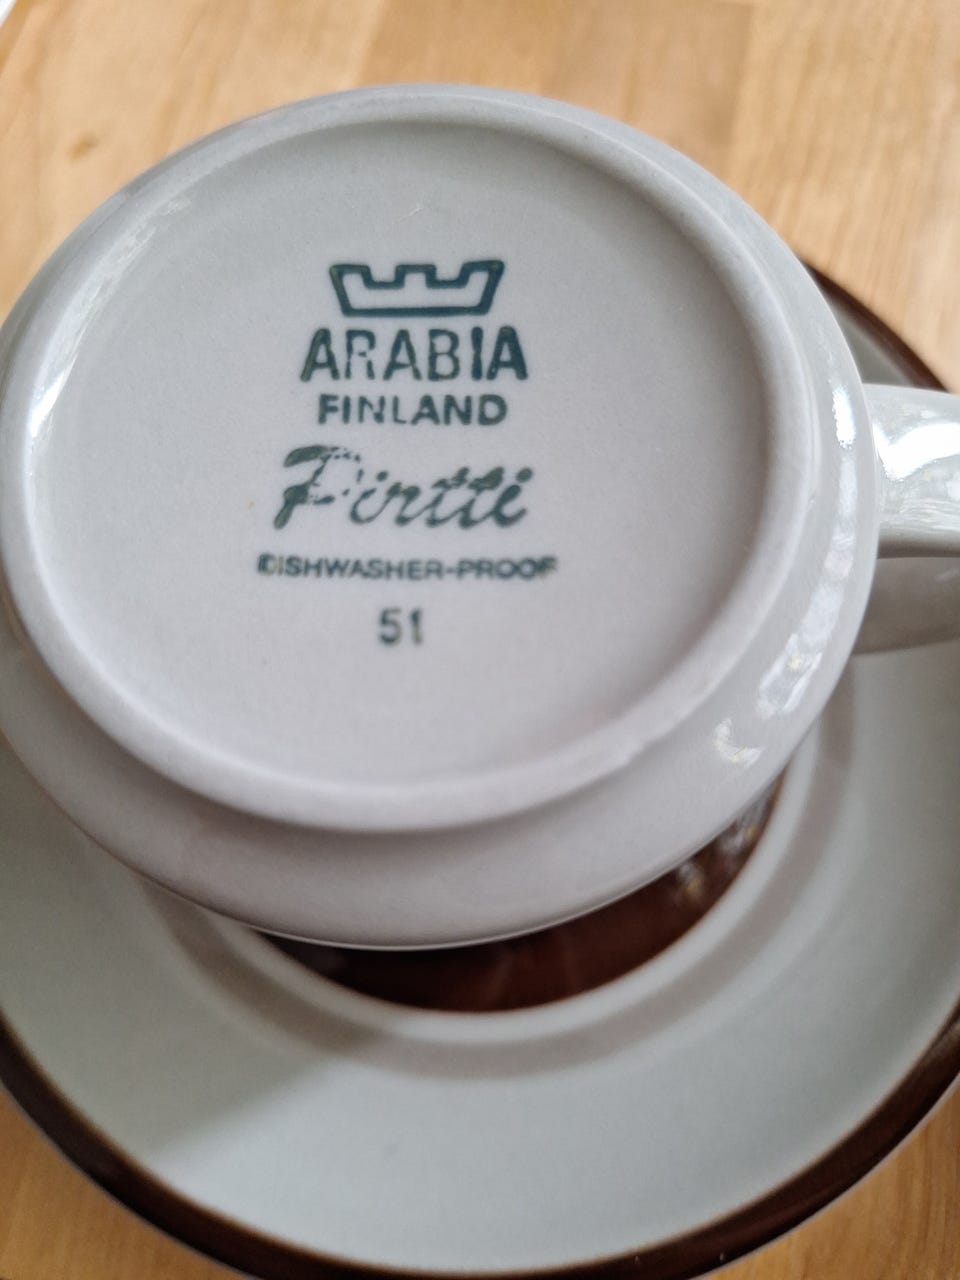 ARABIA
FINLAND
Pirtti
DISHWASHER-PROOF
51